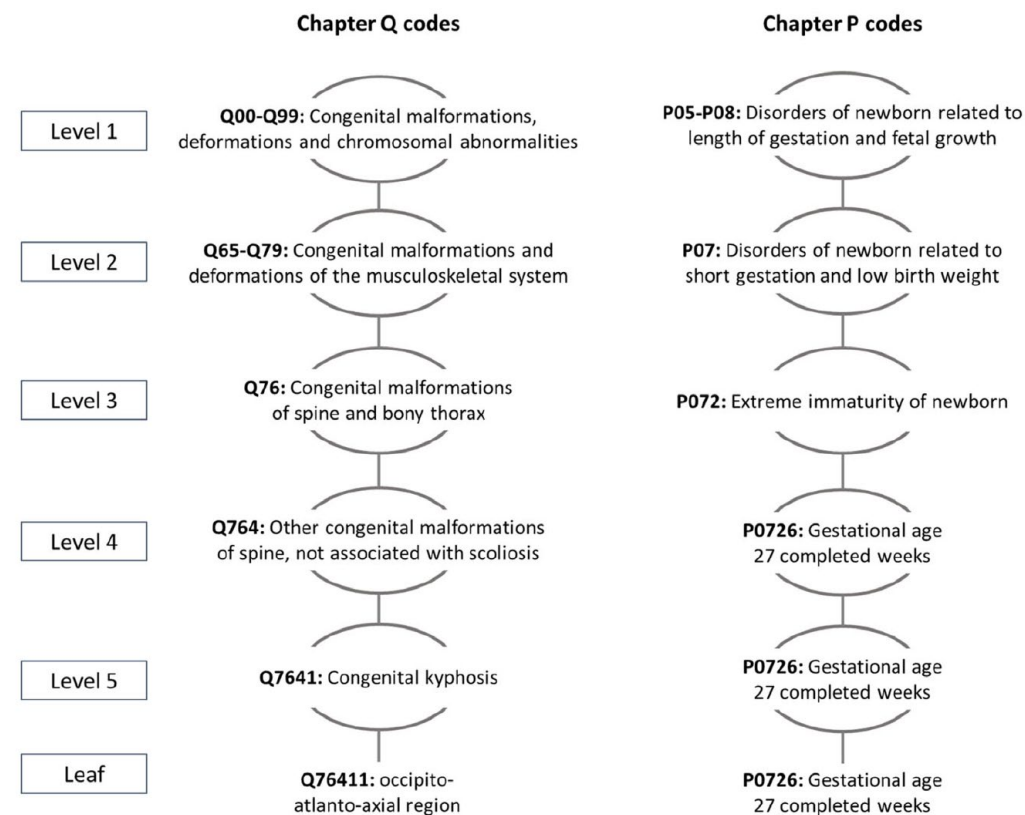 Chapter Q codes
Chapter P codes
Level 1
Q00-Q99: Congenital malformations,
deformations and chromosomal abnormalities
P05-P08: Disorders of newborn related to
length of gestation and fetal growth
Level 2
Q65-Q79: Congenital malformations and
deformations of the musculoskeletal system
P07: Disorders of newborn related to
short gestation and low birth weight
Level 3
Q76: Congenital malformations
of spine and bony thorax
P072: Extreme immaturity of newborn
Level 4
Q764: Other congenital malformations
of spine, not associated with scoliosis
P0726: Gestational age
27 completed weeks
Level 5
Q7641: Congenital kyphosis
P0726: Gestational age
27 completed weeks
Leaf
Q76411: occipito-
atlanto-axial region
P0726: Gestational age
27 completed weeks